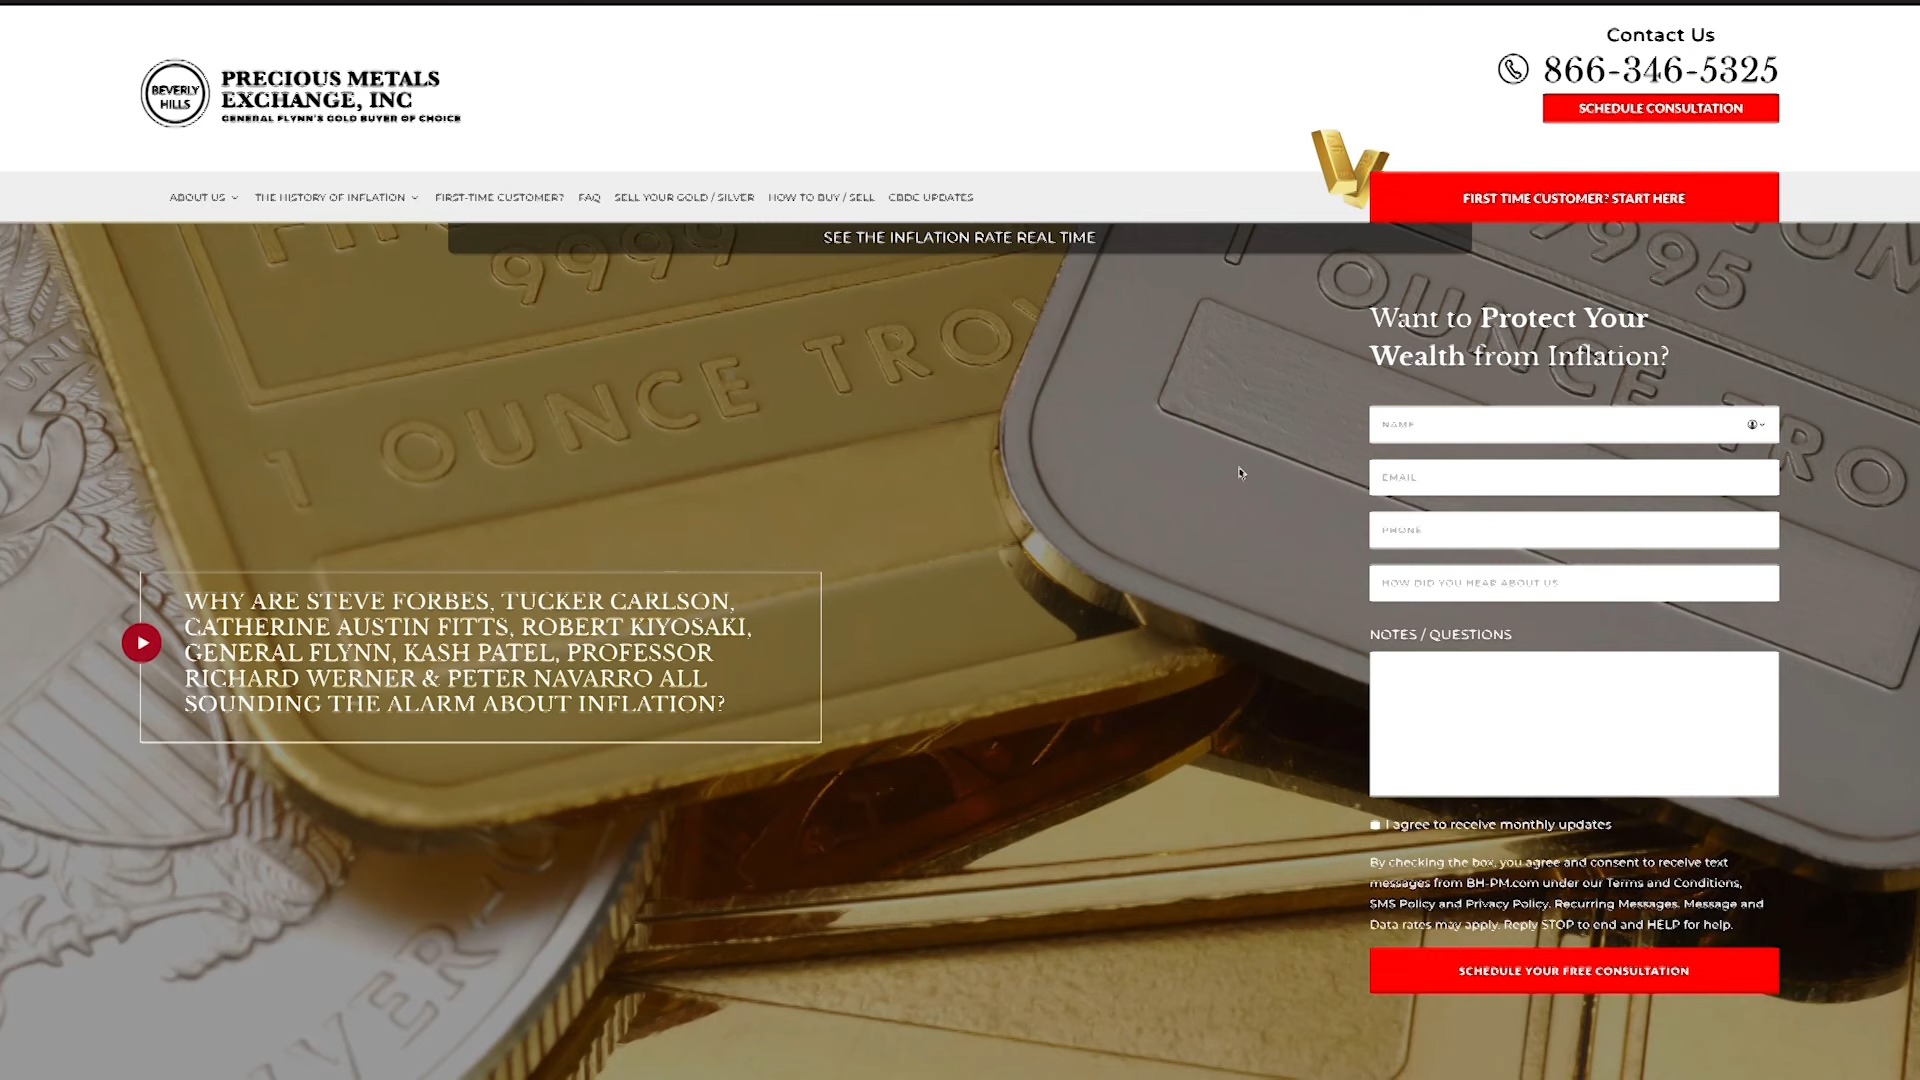 Contact Us
866-346-5325
SCHEDULE CONSULTATION
BEVERLY
HILLS
PRECIOUS METALS
EXCHANGE, INC
GENERAL FLYNN'S GOLD BUYER OF CHOICE
ABOUT US THE HISTORY OF INFLATION FIRST-TIME CUSTOMER? FAQ SELL YOUR GOLD / SILVER HOW TO BUY / SELL CBDC UPDATES
FIRST TIME CUSTOMER? START HERE
SEE THE INFLATION RATE REAL TIME
9999
1 OUNCE TROY
9995
1 OUNCE TRO
Want to Protect Your
Wealth from Inflation?
NAME
EMAIL
PHONE
HOW DID YOU HEAR ABOUT US
NOTES / QUESTIONS
WHY ARE STEVE FORBES, TUCKER CARLSON,
CATHERINE AUSTIN FITTS, ROBERT KIYOSAKI,
GENERAL FLYNN, KASH PATEL, PROFESSOR
RICHARD WERNER & PETER NAVARRO ALL
SOUNDING THE ALARM ABOUT INFLATION?
I agree to receive monthly updates
By checking the box, you agree and consent to receive text
messages from BH-PM.com under our Terms and Conditions,
SMS Policy and Privacy Policy. Recurring Messages. Message and
Data rates may apply. Reply STOP to end and HELP for help.
SCHEDULE YOUR FREE CONSULTATION